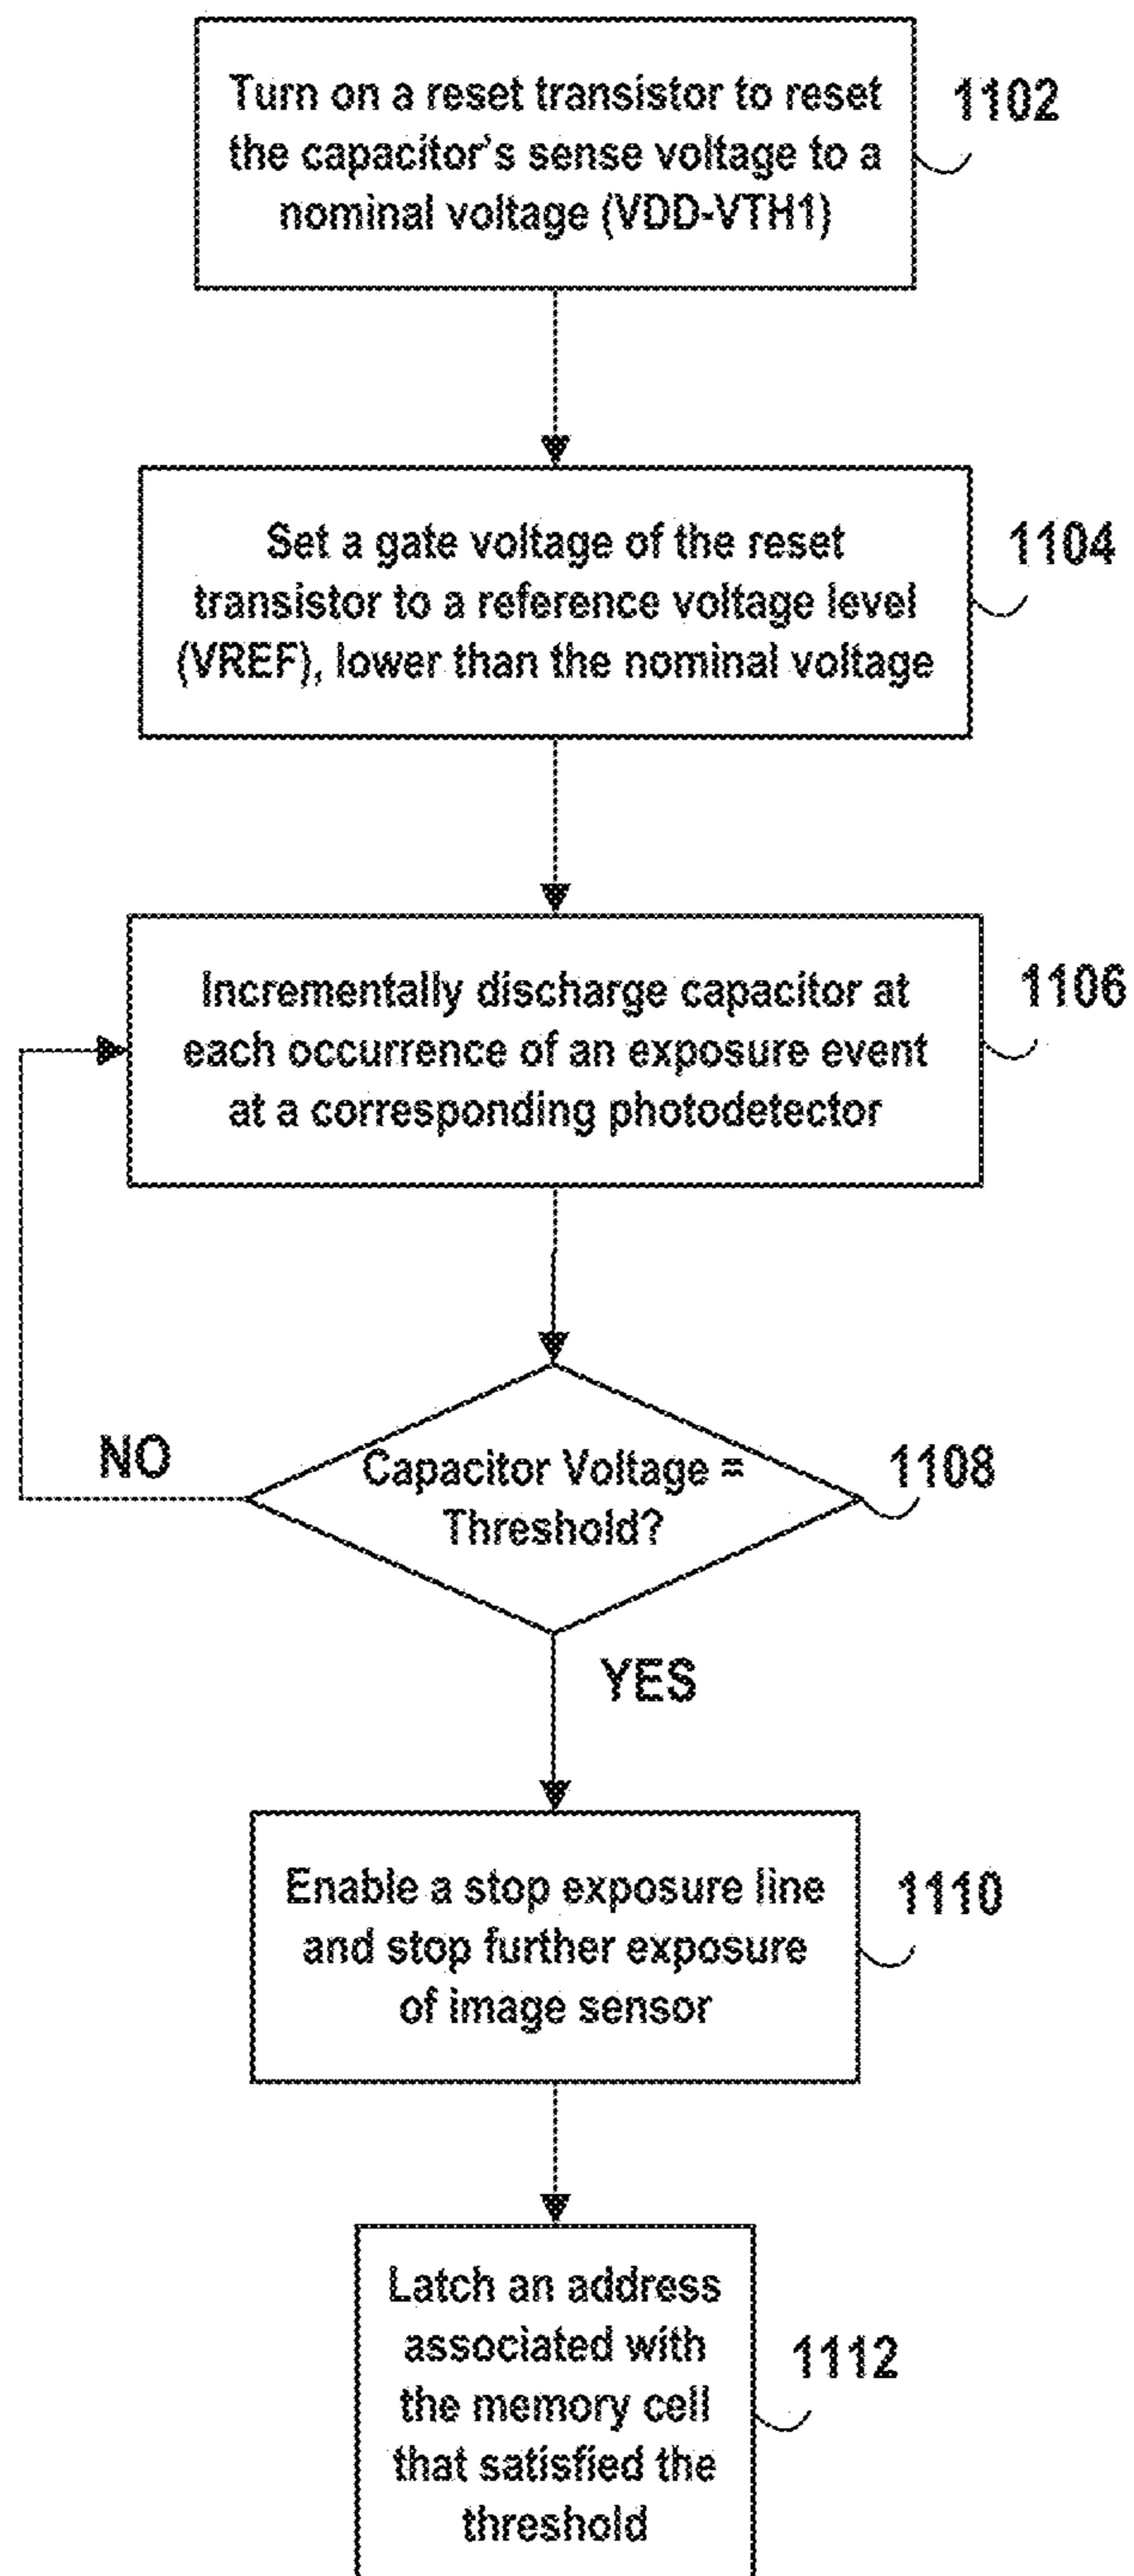 Turn on a reset transistor to reset
the capacitor's sense voltage to a
nominal voltage (VDD-VTH1)
1102
Set a gate voltage of the reset
transistor to a reference voltage level
(VREF), lower than the nominal voltage
1104
Incrementally discharge capacitor at
each occurrence of an exposure event
at a corresponding photodetector
1106
Capacitor Voltage =
Threshold?
1108
NO
YES
Enable a stop exposure line
and stop further exposure
of image sensor
1110
Latch an address
associated with
the memory cell
that satisfied the
threshold
1112